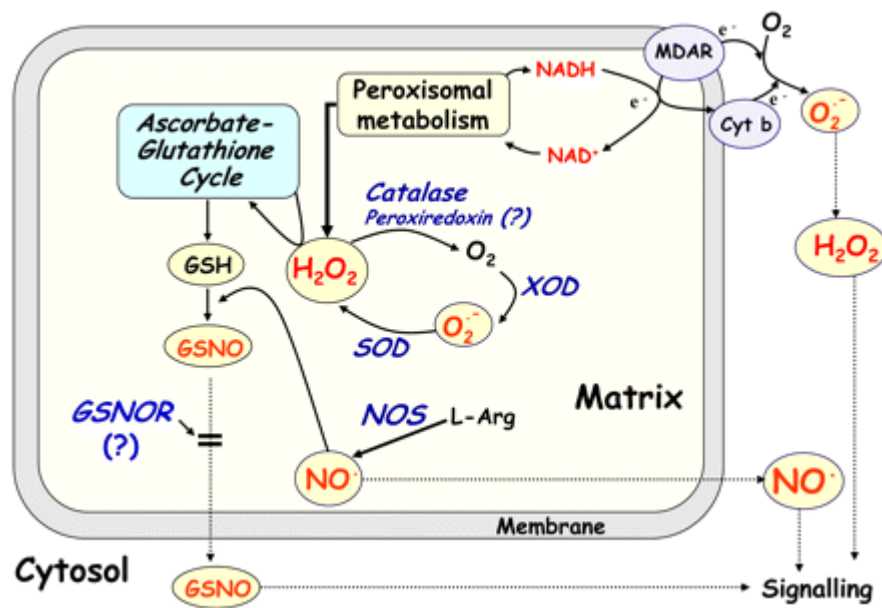 MDAR
e⁻
O₂
Peroxisomal
metabolism
NADH
e⁻
e⁻
Cyt b
O₂·⁻
NAD⁺
Ascorbate-
Glutathione
Cycle
Catalase
Peroxiredoxin (?)
O₂
H₂O₂
H₂O₂
GSH
XOD
O₂·⁻
SOD
GSNO
Matrix
GSNOR
(?)
NOS
L-Arg
NO·
NO·
Membrane
Cytosol
GSNO
Signalling